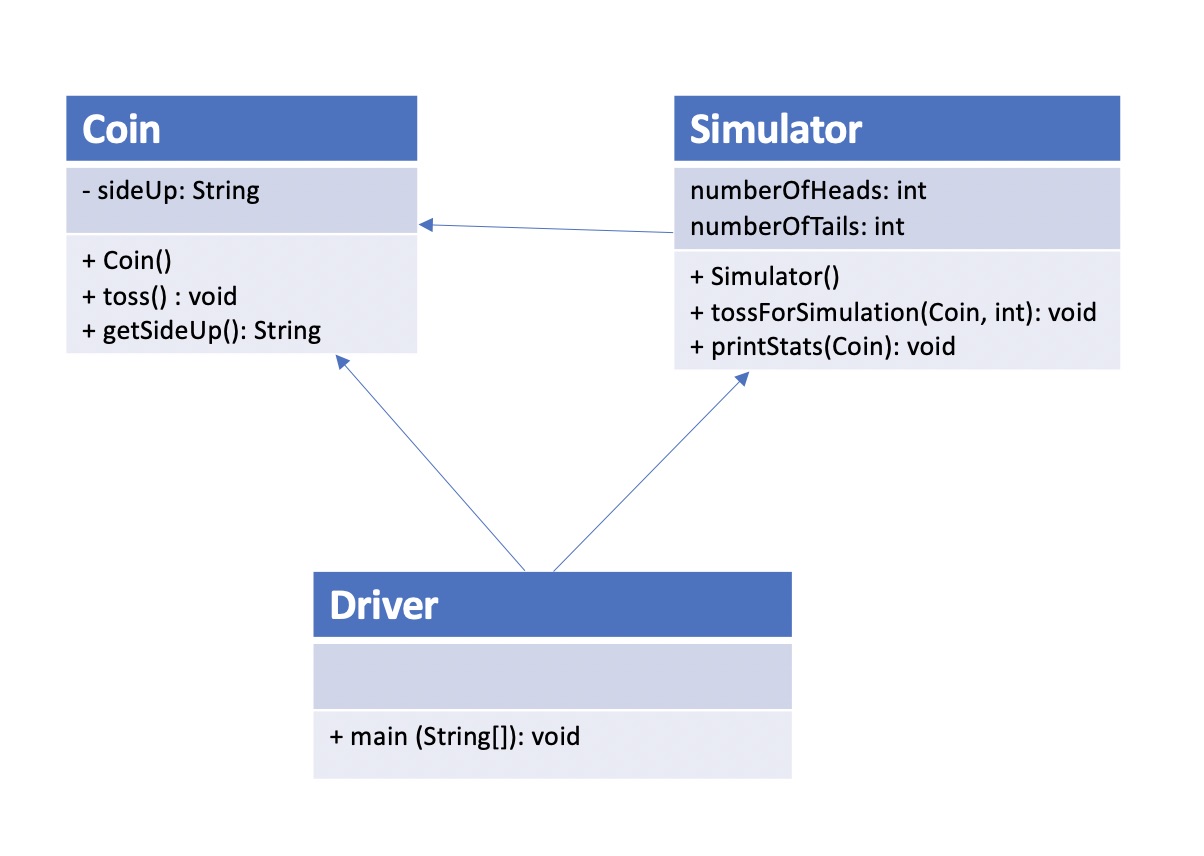 Coin
- sideUp: String
+ Coin()
+ toss() : void
+ getSideUp(): String
Simulator
numberOfHeads: int
numberOfTails: int
+ Simulator()
+ tossForSimulation(Coin, int): void
+ printStats(Coin): void
Driver
+ main (String[]): void